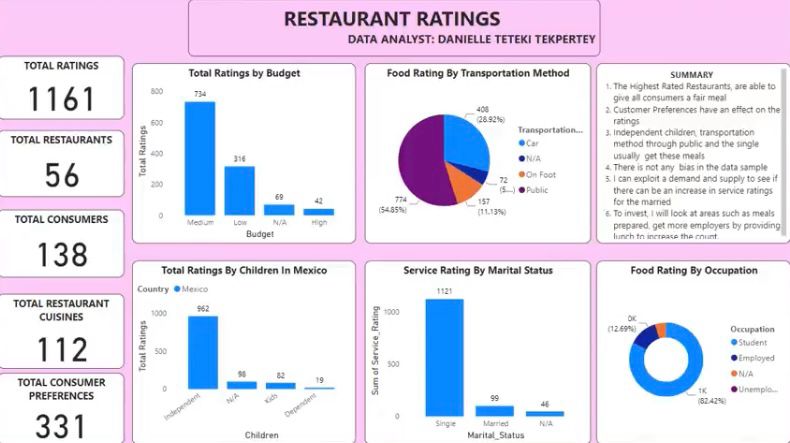 RESTAURANT RATINGS
DATA ANALYST: DANIELLE TETEKI TEKPERTEY
TOTAL RATINGS
1161
TOTAL RESTAURANTS
56
TOTAL CONSUMERS
138
TOTAL RESTAURANT
CUISINES
112
TOTAL CONSUMER
PREFERENCES
331
Total Ratings by Budget
Total Ratings
800
600
400
200
0
734
316
69
42
Medium
Low
N/A
High
Budget
Food Rating By Transportation Method
408
(28.92%)
72
(5....)
157
(11.13%)
774
(54.85%)
Transportation...
Car
N/A
On Foot
Public
SUMMARY
1. The Highest Rated Restaurants, are able to
give all consumers a fair meal
2. Customer Preferences have an effect on the
ratings
3. Independent children, transportation
method through public and the single
usually get these meals
4. There is not any bias in the data sample
5. I can exploit a demand and supply to see if
there can be an increase in service ratings
for the married
6. To invest, I will look at areas such as meals
prepared, get more employers by providing
lunch to increase the count
Total Ratings By Children In Mexico
Country Mexico
Total Ratings
1000
500
0
962
98
82
19
Independent
N/A
Kids
Dependent
Children
Service Rating By Marital Status
Sum of Service_Rating
1000
500
0
1121
99
46
Single
Married
N/A
Marital_Status
Food Rating By Occupation
0K
(12.69%)
1K
(82.42%)
Occupation
Student
Employed
N/A
Unemplo...